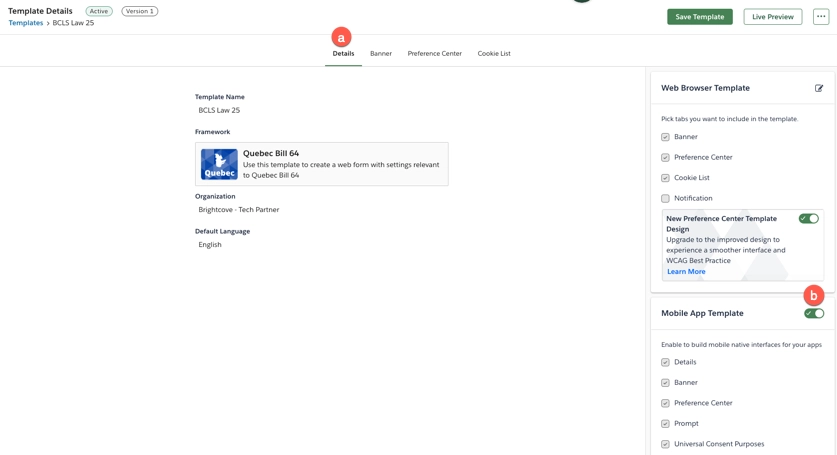 Template Details
Active
Version 1
Templates › BCLS Law 25
Save Template
Live Preview
a
Details
Banner
Preference Center
Cookie List
Template Name
BCLS Law 25
Framework
Quebec
Quebec Bill 64
Use this template to create a web form with settings relevant
to Quebec Bill 64
Organization
Brightcove - Tech Partner
Default Language
English
Web Browser Template
Pick tabs you want to include in the template.
Banner
Preference Center
Cookie List
Notification
New Preference Center Template
Design
Upgrade to the improved design to
experience a smoother interface and
WCAG Best Practice
Learn More
b
Mobile App Template
Enable to build mobile native interfaces for your apps
Details
Banner
Preference Center
Prompt
Universal Consent Purposes